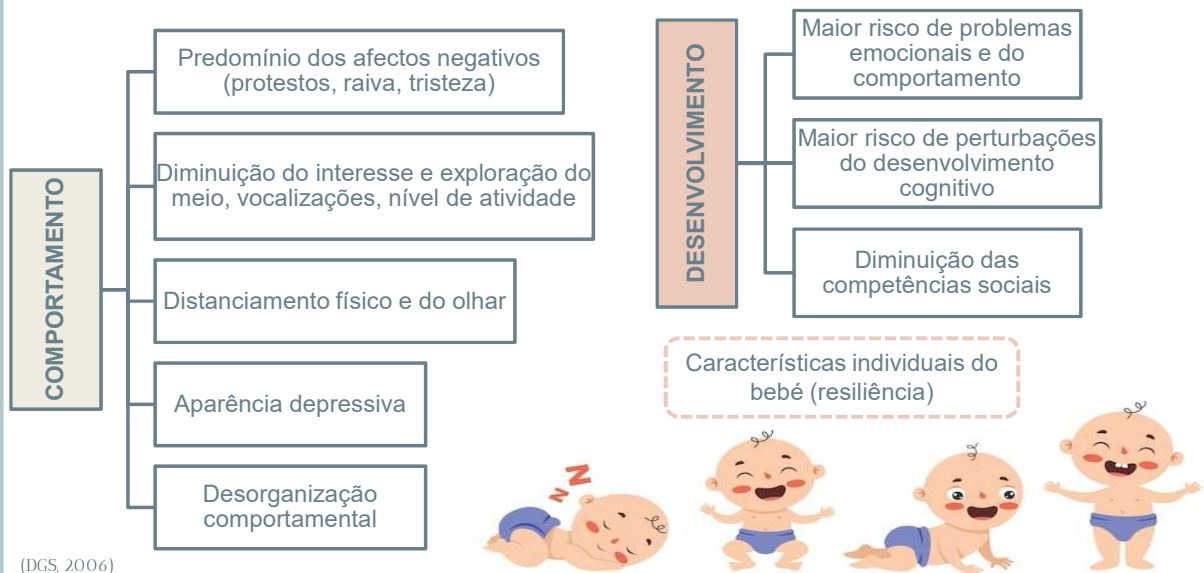 COMPORTAMENTO
Predomínio dos afectos negativos
(protestos, raiva, tristeza)
Diminuição do interesse e exploração do
meio, vocalizações, nível de atividade
Distanciamento físico e do olhar
Aparência depressiva
Desorganização
comportamental
DESENVOLVIMENTO
Maior risco de problemas
emocionais e do
comportamento
Maior risco de perturbações
do desenvolvimento
cognitivo
Diminuição das
competências sociais
Características individuais do
bebé (resiliência)
z z
(DGS, 2006)